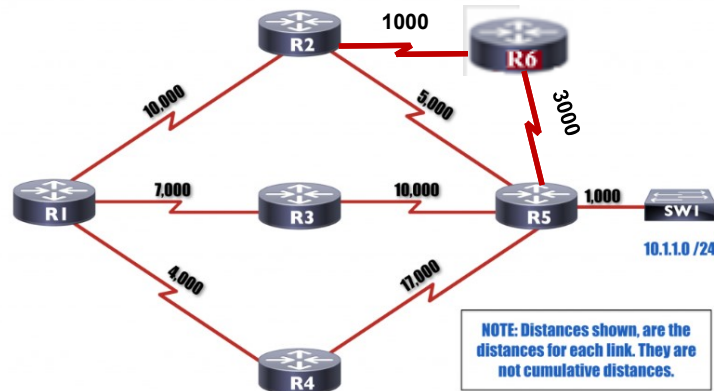 1000
R2
R6
10,000
5,000
3000
7,000
10,000
1,000
R1
R3
R5
SW1
10.1.1.0 /24
4,000
17,000
R4
NOTE: Distances shown, are the
distances for each link. They are
not cumulative distances.